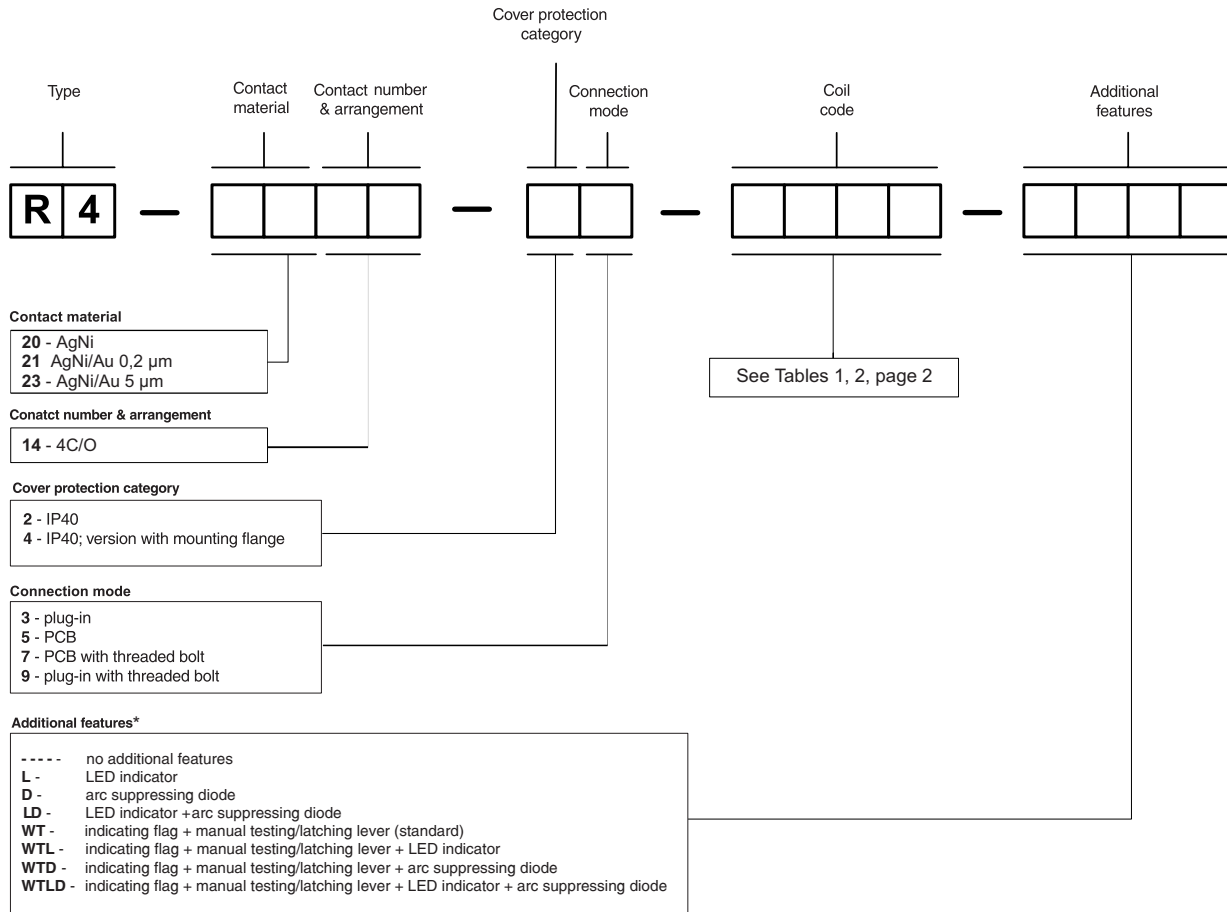 Cover protection
category
Type
Contact
material
Contact number
& arrangement
Connection
mode
Coil
code
Additional
features
R 4 — — — —
Contact material
20 - AgNi
21 AgNi/Au 0,2 µm
23 - AgNi/Au 5 µm
See Tables 1, 2, page 2
Conatct number & arrangement
14 - 4C/O
Cover protection category
2 - IP40
4 - IP40; version with mounting flange
Connection mode
3 - plug-in
5 - PCB
7 - PCB with threaded bolt
9 - plug-in with threaded bolt
Additional features*
- - - - - no additional features
L - LED indicator
D - arc suppressing diode
LD - LED indicator +arc suppressing diode
WT - indicating flag + manual testing/latching lever (standard)
WTL - indicating flag + manual testing/latching lever + LED indicator
WTD - indicating flag + manual testing/latching lever + arc suppressing diode
WTLD - indicating flag + manual testing/latching lever + LED indicator + arc suppressing diode